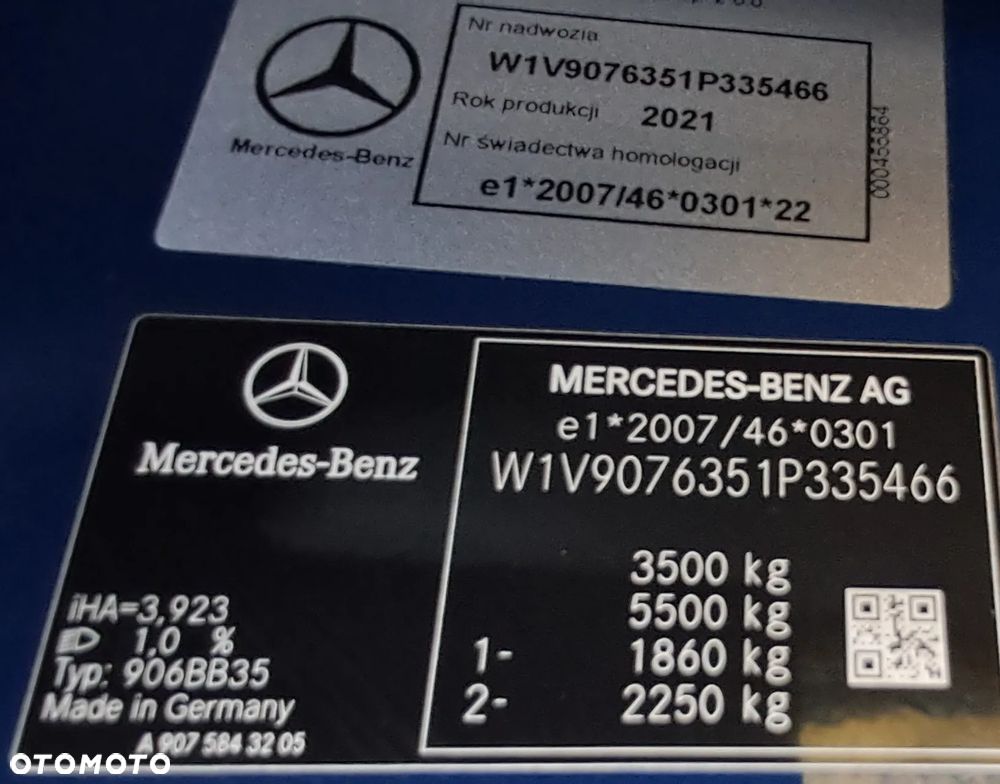 Nr nadwozia
W1V9076351P335466
Rok produkcji 2021
Nr świadectwa homologacji
e1*2007/46*0301*22
000456864
Mercedes-Benz
MERCEDES-BENZ AG
e1*2007/46*0301
W1V9076351P335466
3500 kg
5500 kg
1- 1860 kg
2- 2250 kg
Mercedes-Benz
iHA=3,923
1,0 %
Typ: 906BB35
Made in Germany
A 907 584 32 05
OTOMOTO